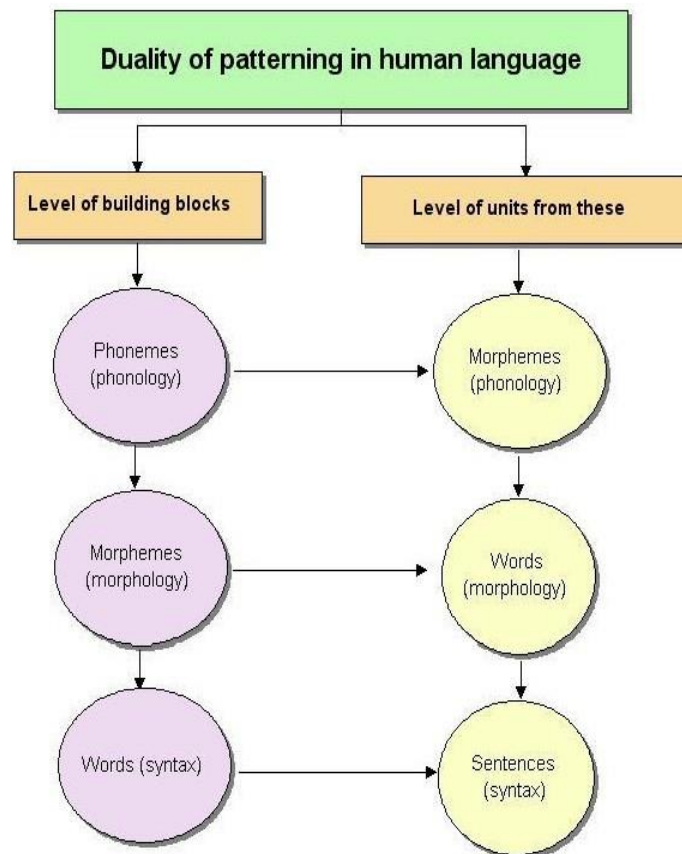 Duality of patterning in human language
Level of building blocks
Level of units from these
Phonemes
(phonology)
Morphemes
(phonology)
Morphemes
(morphology)
Words
(morphology)
Words (syntax)
Sentences
(syntax)